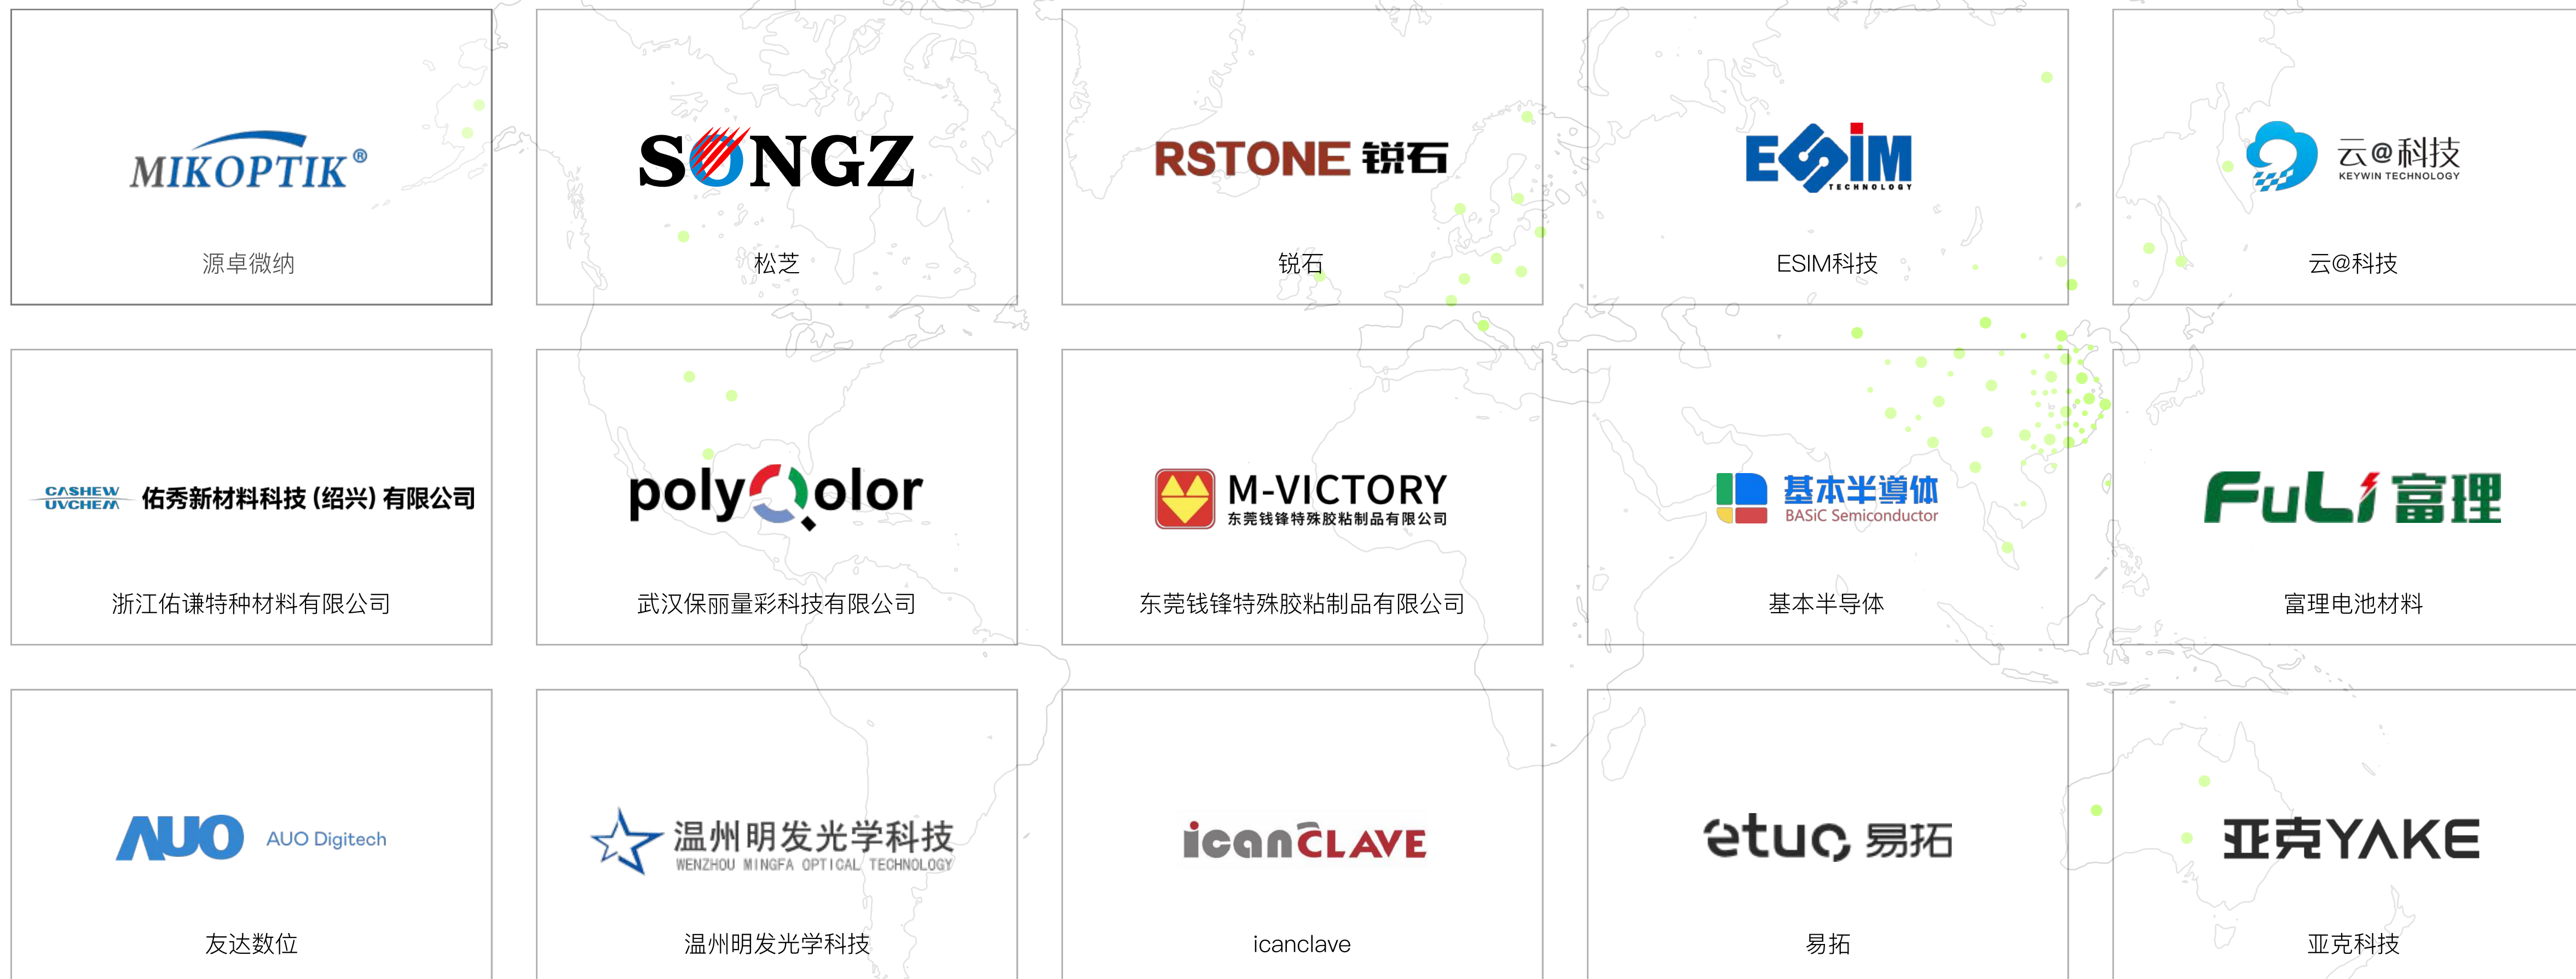 MIKOPTIK®
源卓微纳
SONGZ
松芝
RSTONE 锐石
锐石
ESIM
TECHNOLOGY
ESIM科技
云@科技
KEYWIN TECHNOLOGY
云@科技
CASHEW
UVCHEM
佑秀新材料科技(绍兴)有限公司
浙江佑谦特种材料有限公司
polyQolor
武汉保丽量彩科技有限公司
M-VICTORY
东莞钱锋特殊胶粘制品有限公司
东莞钱锋特殊胶粘制品有限公司
基本半導体
BASiC Semiconductor
基本半导体
FULi 富理
富理电池材料
AUO AUO Digitech
友达数位
温州明发光学科技
WENZHOU MINGFA OPTICAL TECHNOLOGY
温州明发光学科技
icanCLAVE
icanclave
etuo 易拓
易拓
亚克YAKE
亚克科技